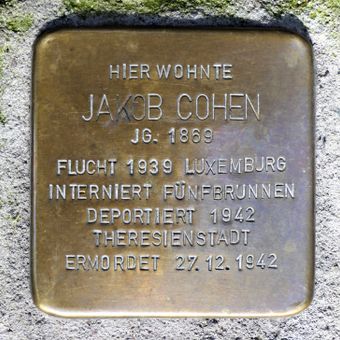 HIER WOHNTE
JAKOB COHEN
JG. 1869
FLUCHT 1939 LUXEMBURG
INTERNIERT FÜNFBRUNNEN
DEPORTIERT 1942
THERESIENSTADT
ERMORDET 27.12.1942